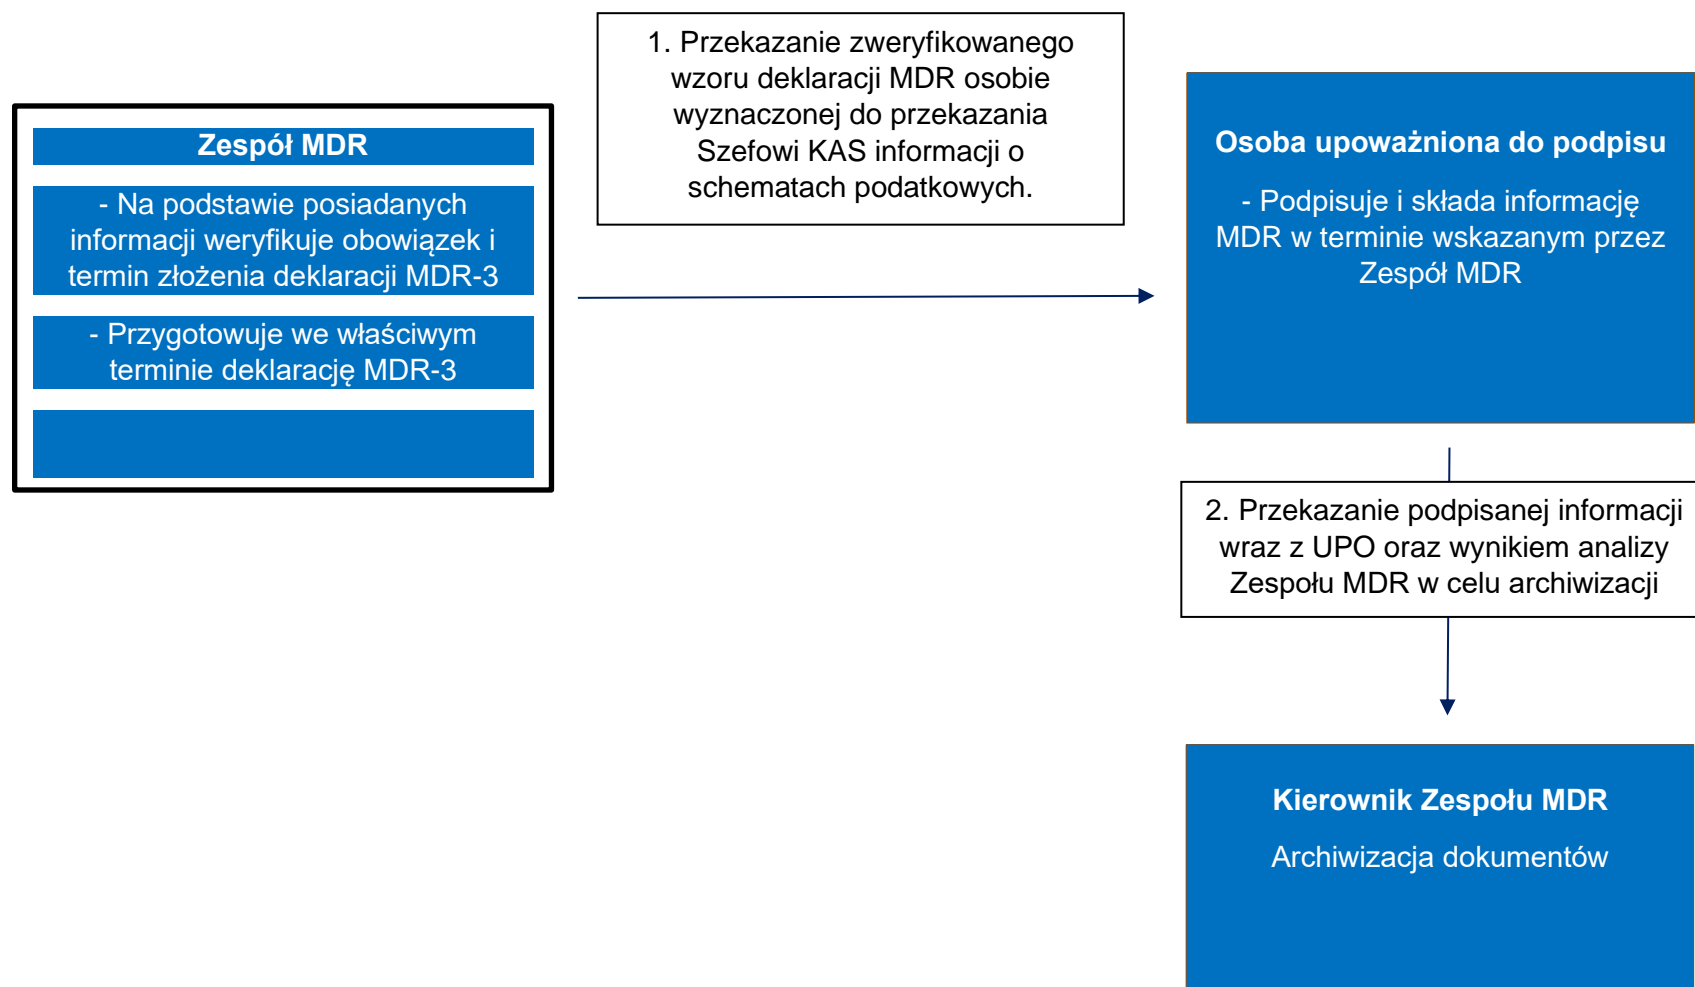 Zespół MDR
- Na podstawie posiadanych
informacji weryfikuje obowiązek i
termin złożenia deklaracji MDR-3
- Przygotowuje we właściwym
terminie deklarację MDR-3
1. Przekazanie zweryfikowanego
wzoru deklaracji MDR osobie
wyznaczonej do przekazania
Szefowi KAS informacji o
schematach podatkowych.
Osoba upoważniona do podpisu
- Podpisuje i składa informację
MDR w terminie wskazanym przez
Zespół MDR
2. Przekazanie podpisanej informacji
wraz z UPO oraz wynikiem analizy
Zespołu MDR w celu archiwizacji
Kierownik Zespołu MDR
Archiwizacja dokumentów